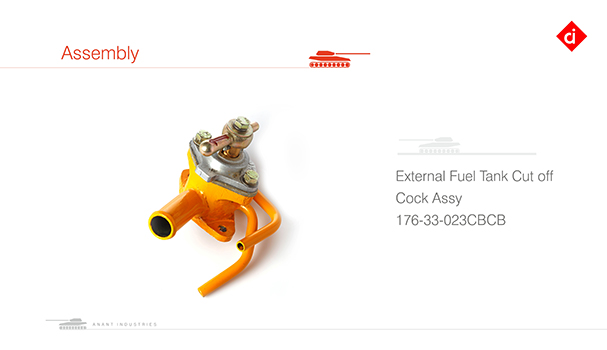 Assembly
External Fuel Tank Cut off
Cock Assy
176-33-023CBCB
ANANT INDUSTRIES